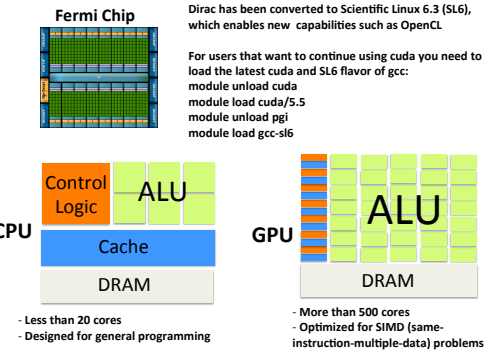 Fermi Chip
Dirac has been converted to Scientific Linux 6.3 (SL6),
which enables new capabilities such as OpenCL
For users that want to continue using cuda you need to
load the latest cuda and SL6 flavor of gcc:
module unload cuda
module load cuda/5.5
module unload pgi
module load gcc-sl6
CPU
Control
Logic
ALU
Cache
DRAM
- Less than 20 cores
- Designed for general programming
GPU
ALU
DRAM
- More than 500 cores
- Optimized for SIMD (same-
instruction-multiple-data) problems